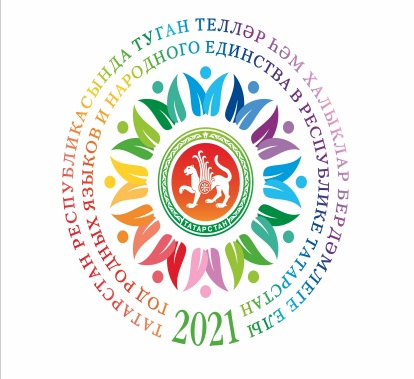 ТАТАРСТАН РЕСПУБЛИКАСЫНДА ТУГАН ТЕЛЛӘР ҺӘМ ХАЛЫКЛАР БЕРДӘМЛЕГЕ ЕЛЫ
ГОД РОДНЫХ ЯЗЫКОВ И НАРОДНОГО ЕДИНСТВА В РЕСПУБЛИКЕ ТАТАРСТАН
ТАТАРСТАН
2021